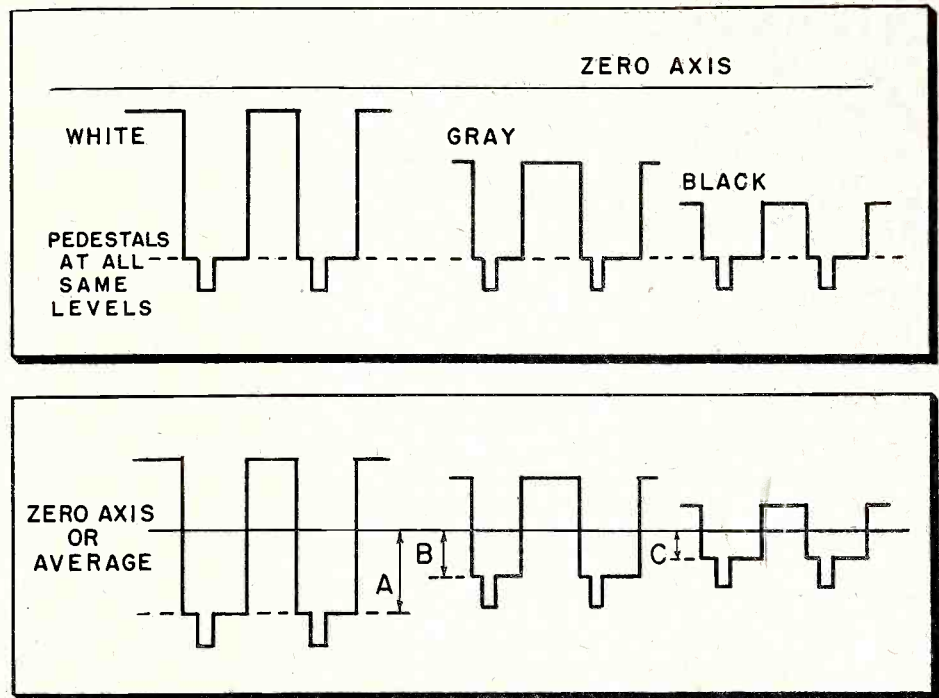 ZERO AXIS
WHITE
GRAY
BLACK
PEDESTALS
AT ALL
SAME
LEVELS
ZERO AXIS
OR
AVERAGE
A
B
C